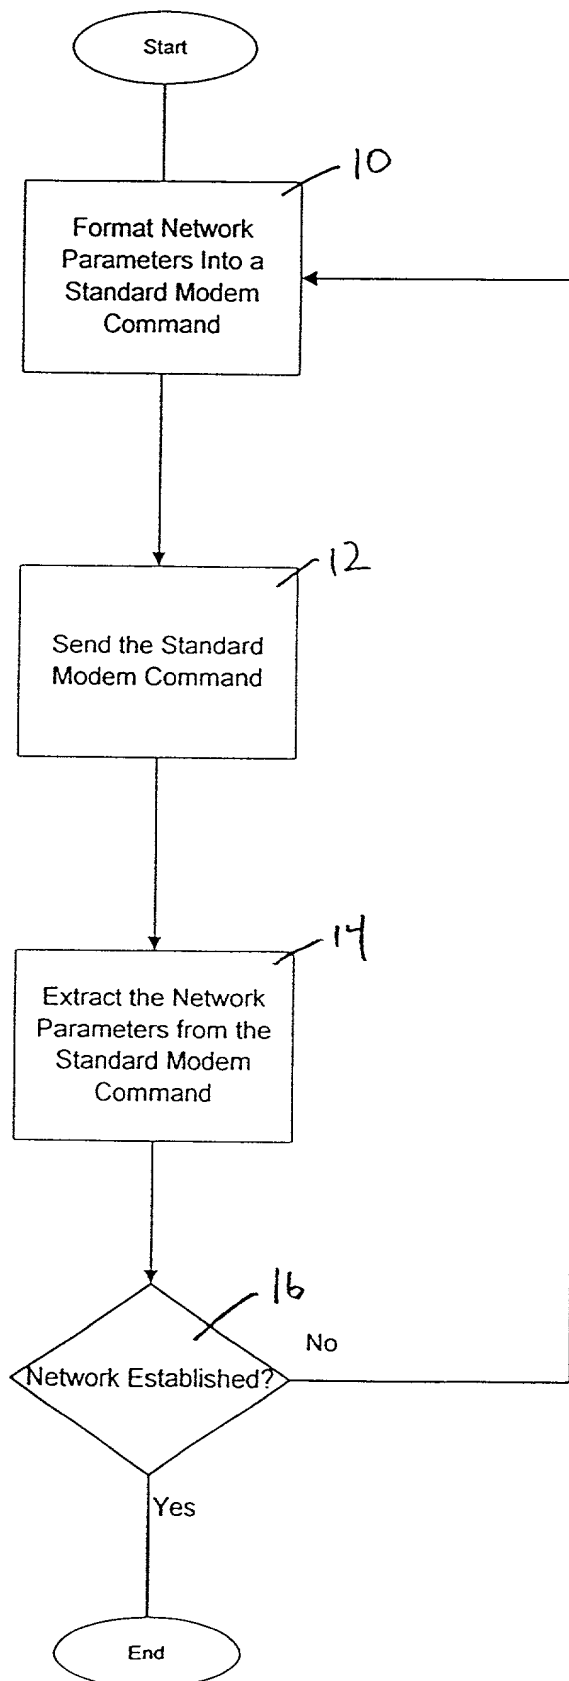 Start
10
Format Network
Parameters Into a
Standard Modem
Command
12
Send the Standard
Modem Command
14
Extract the Network
Parameters from the
Standard Modem
Command
16
Network Established?
No
Yes
End